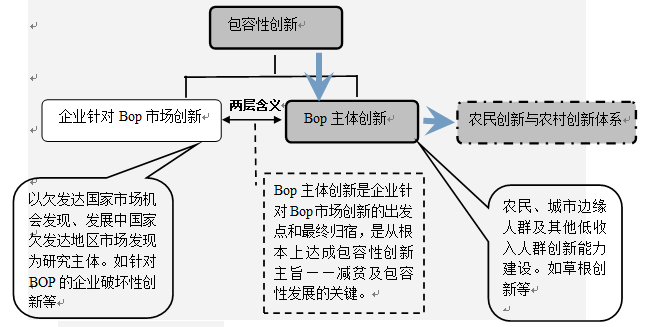 包容性创新
企业针对 Bop 市场创新
两层含义
Bop 主体创新
农民创新与农村创新体系
以欠发达国家市场机
会发现、发展中国家
欠发达地区市场发现
为研究主体。如针对
BOP 的企业破坏性创
新等
Bop 主体创新是企业针
对 Bop 市场创新的出发
点和最终归宿，是从根
本上达成包容性创新
主旨－－减贫及包容
性发展的关键。
农民、城市边缘
人群及其他低收
入人群创新能力
建设。如草根创
新等